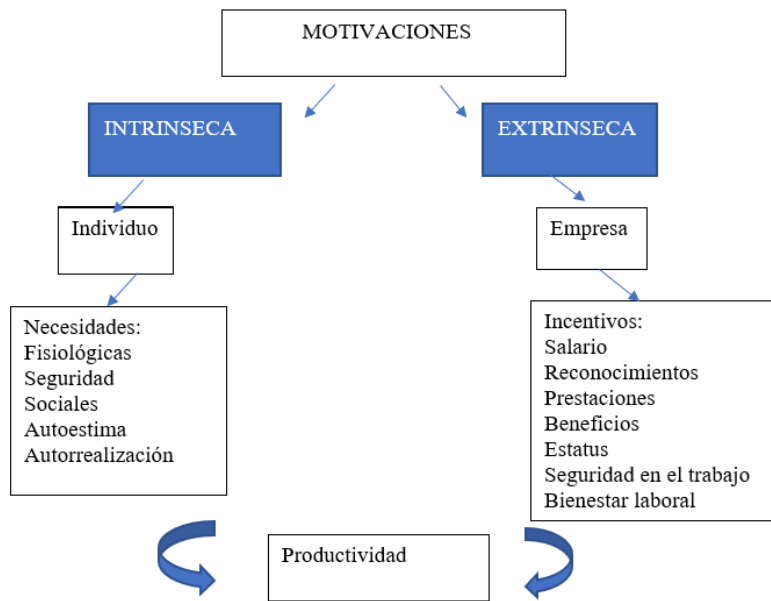 MOTIVACIONES
INTRINSECA
EXTRINSECA
Individuo
Empresa
Necesidades:
Fisiológicas
Seguridad
Sociales
Autoestima
Autorrealización
Incentivos:
Salario
Reconocimientos
Prestaciones
Beneficios
Estatus
Seguridad en el trabajo
Bienestar laboral
Productividad